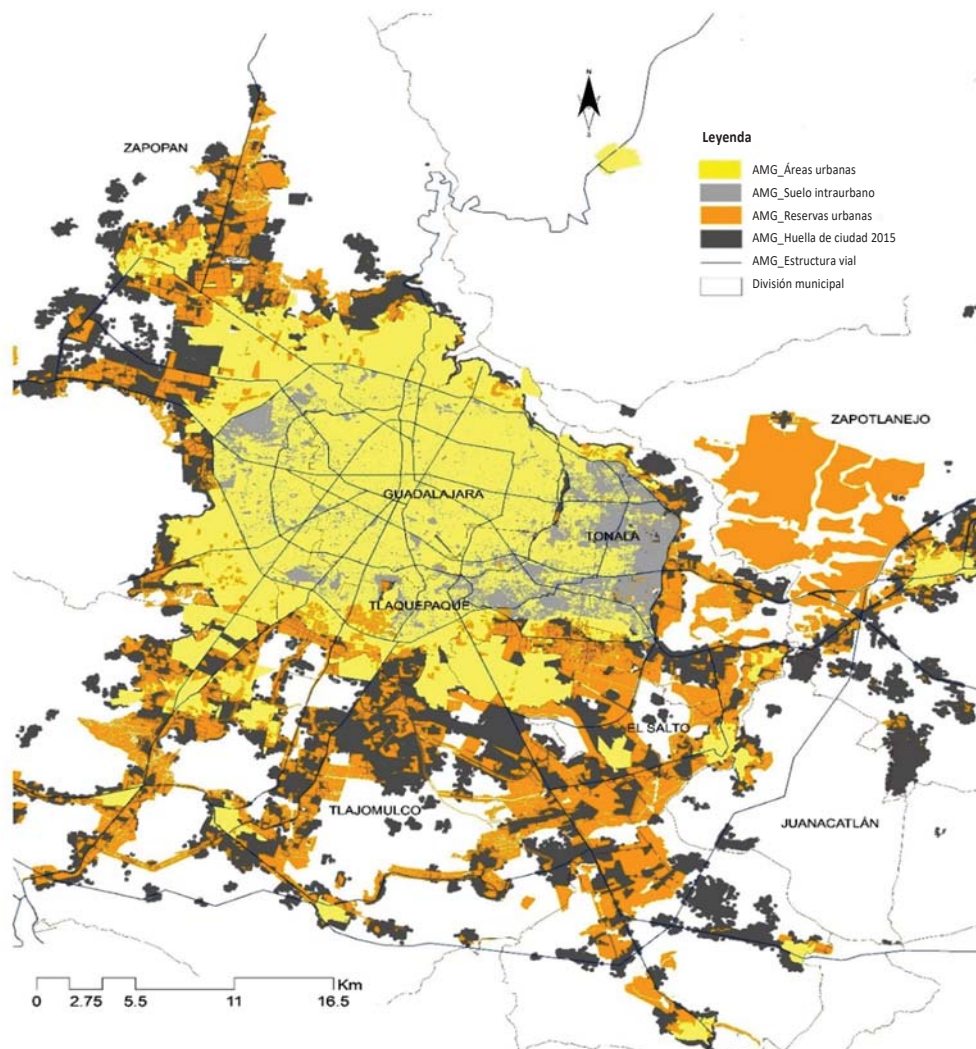 N
S
Leyenda
AMG_Áreas urbanas
AMG_Suelo intraurbano
AMG_Reservas urbanas
AMG_Huella de ciudad 2015
AMG_Estructura vial
División municipal
ZAPOPAN
ZAPOTLANEJO
GUADALAJARA
TONALA
TLAQUEPAQUE
EL SALTO
TLAJOMULCO
JUANACATLÁN
Km
0 2.75 5.5 11 16.5